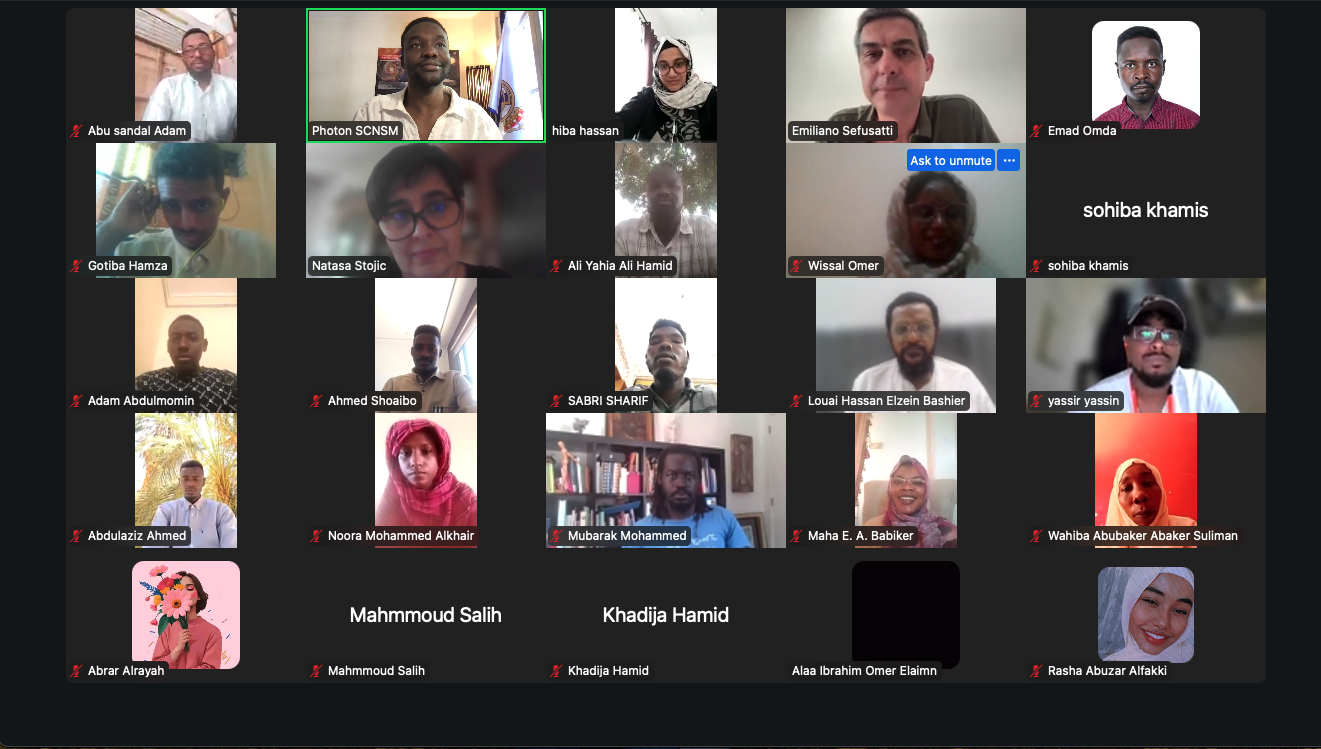 Abu sandal Adam
Photon SCNSM
hiba hassan
Emiliano Sefusatti
Emad Omda
Ask to unmute ...
Gotiba Hamza
Natasa Stojic
Ali Yahia Ali Hamid
Wissal Omer
sohiba khamis
sohiba khamis
Adam Abdulmomin
Ahmed Shoaibo
SABRI SHARIF
Louai Hassan Elzein Bashier
yassir yassin
Abdulaziz Ahmed
Noora Mohammed Alkhair
Mubarak Mohammed
Maha E. A. Babiker
Wahiba Abubaker Abaker Suliman
Mahmmoud Salih
Khadija Hamid
Abrar Alrayah
Mahmmoud Salih
Khadija Hamid
Alaa Ibrahim Omer Elaimn
Rasha Abuzar Alfakki